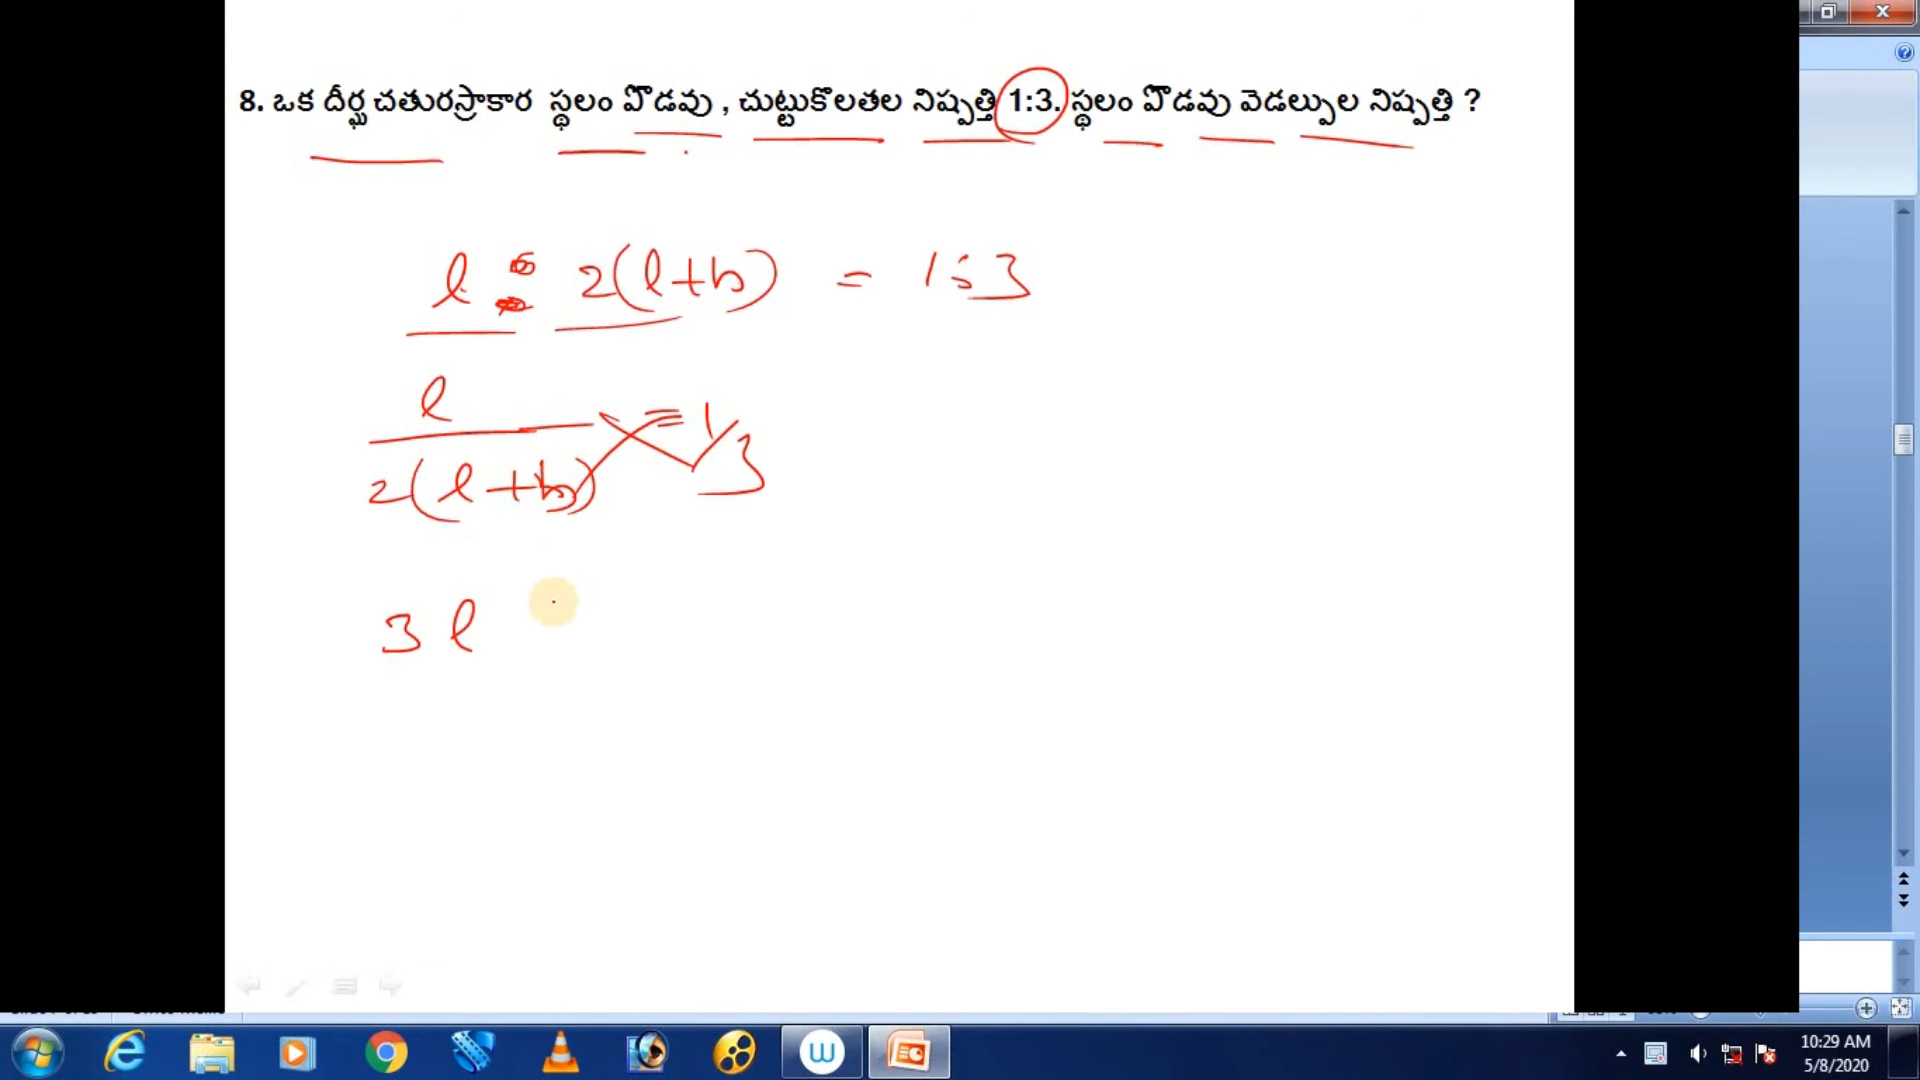 8. ఒక దీర్ఘ చతురస్రాకార స్థలం పొడవు , చుట్టుకొలతల నిష్పత్తి 1:3. స్థలం పొడవు వెడల్పుల నిష్పత్తి ?
l : 2(l+b) = 1:3
l
2(l+b)
= 1/3
3 l
10:29 AM
5/8/2020